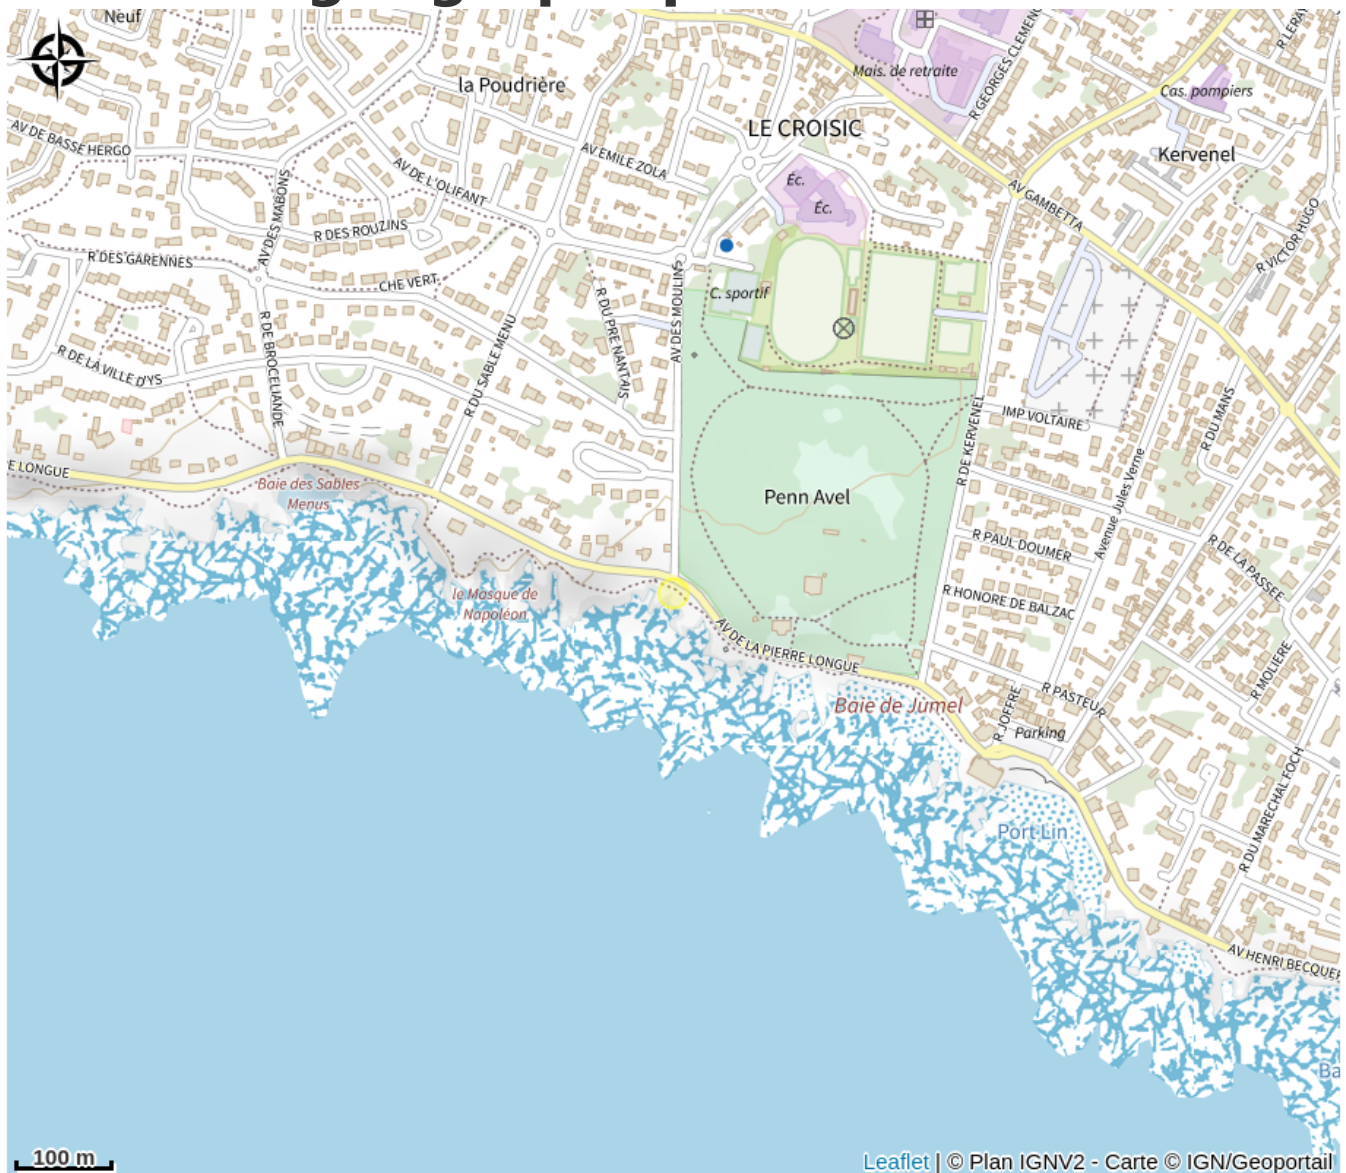 Neuf
la Poudrière
Mais. de retraite
R GEORGES CLEMENC
R LERAY
Cas. pompiers
LE CROISIC
Kervenel
AV DE BASSE HERGO
AV EMILE ZOLA
AV DE L'OLIFANT
Éc.
Éc.
AV GAMBETTA
AV DES MABONS
R DES ROUZINS
R VICTOR HUGO
R DES GARENNES
CHE VERT
C. sportif
AV DES MOULINS
R DU PRE NANTAIS
R DU SABLE MENU
R DE BROCELIANDE
R DE LA VILLE D'YS
IMP VOLTAIRE
R DU MANS
R DE KERVENEL
E LONGUE
Baie des Sables
Menus
Penn Avel
Avenue Jules Verne
R PAUL DOUMER
R DE LA PASSEE
le Masque de
Napoléon
R HONORE DE BALZAC
AV DE LA PIERRE LONGUE
R MOLIERE
R PASTEUR
Baie de Jumel
R JOFFRE
Parking
Port Lin
R DU MARECHAL FOCH
AV HENRI BECQUER
Ba
100 m
Leaflet | © Plan IGNV2 - Carte © IGN/Geoportail